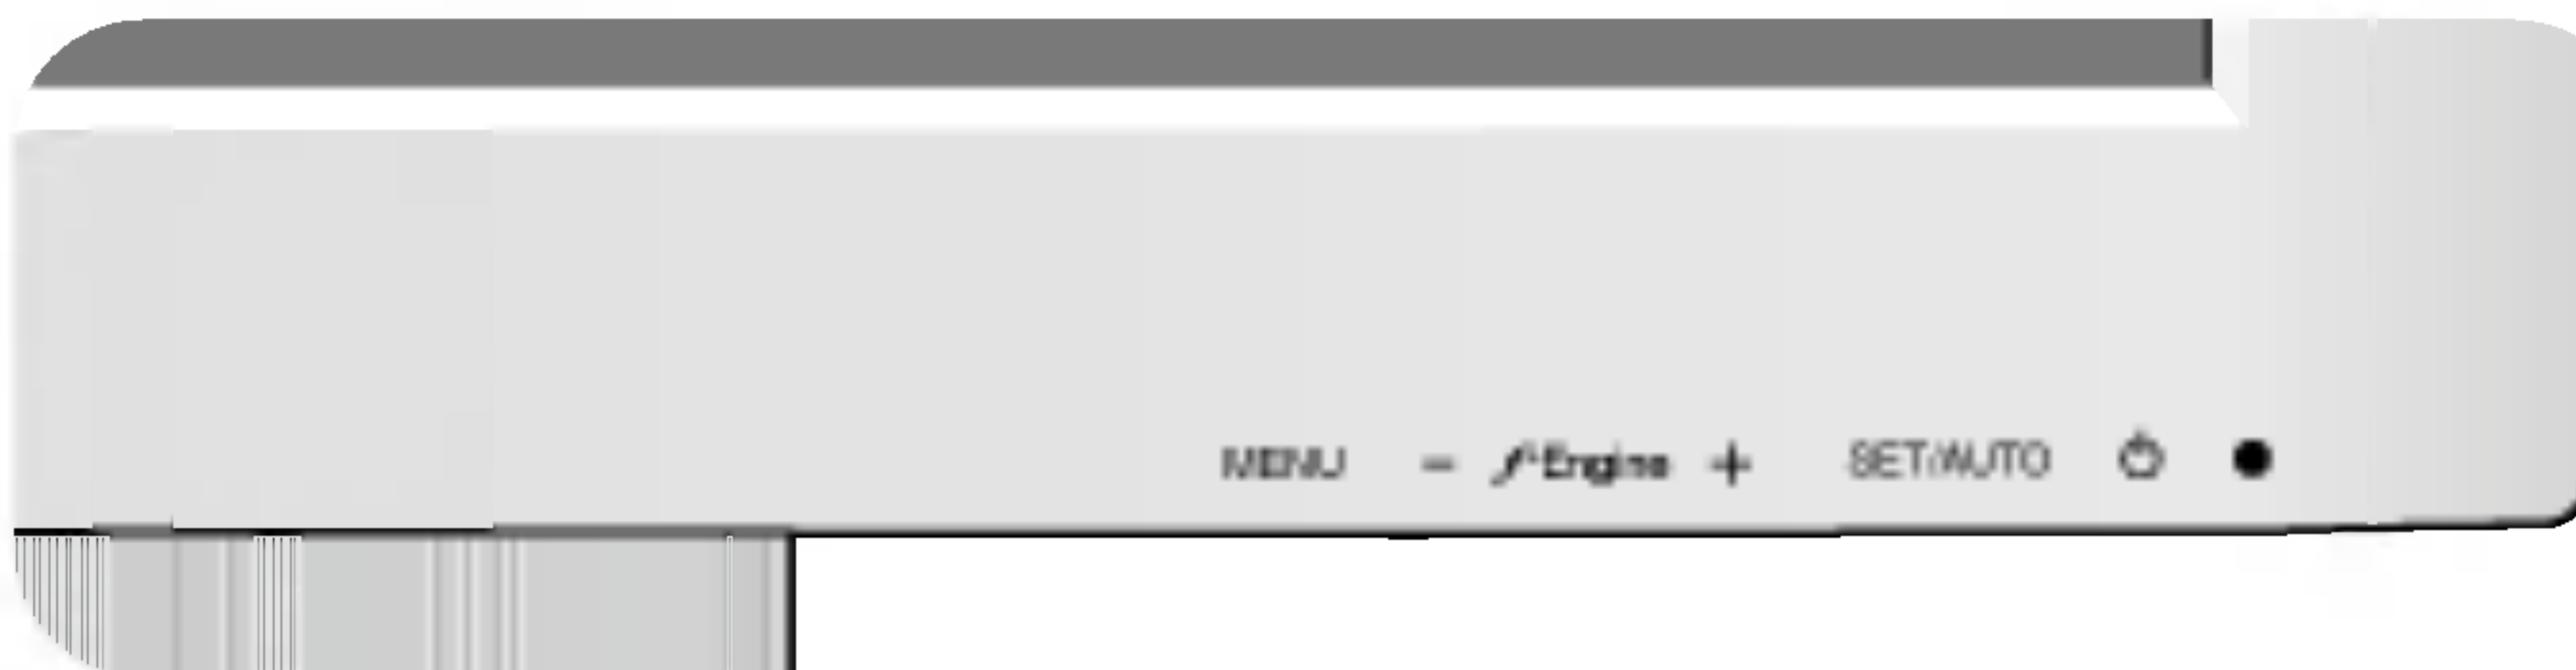 MENU − f·Engine + SET/AUTO